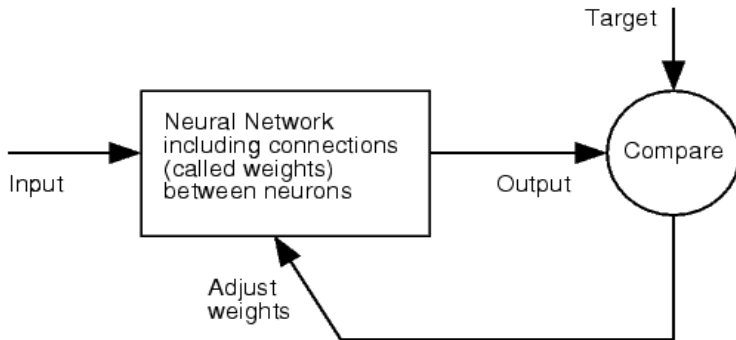 Target
Neural Network
including connections
(called weights)
between neurons
Compare
Input
Output
Adjust
weights